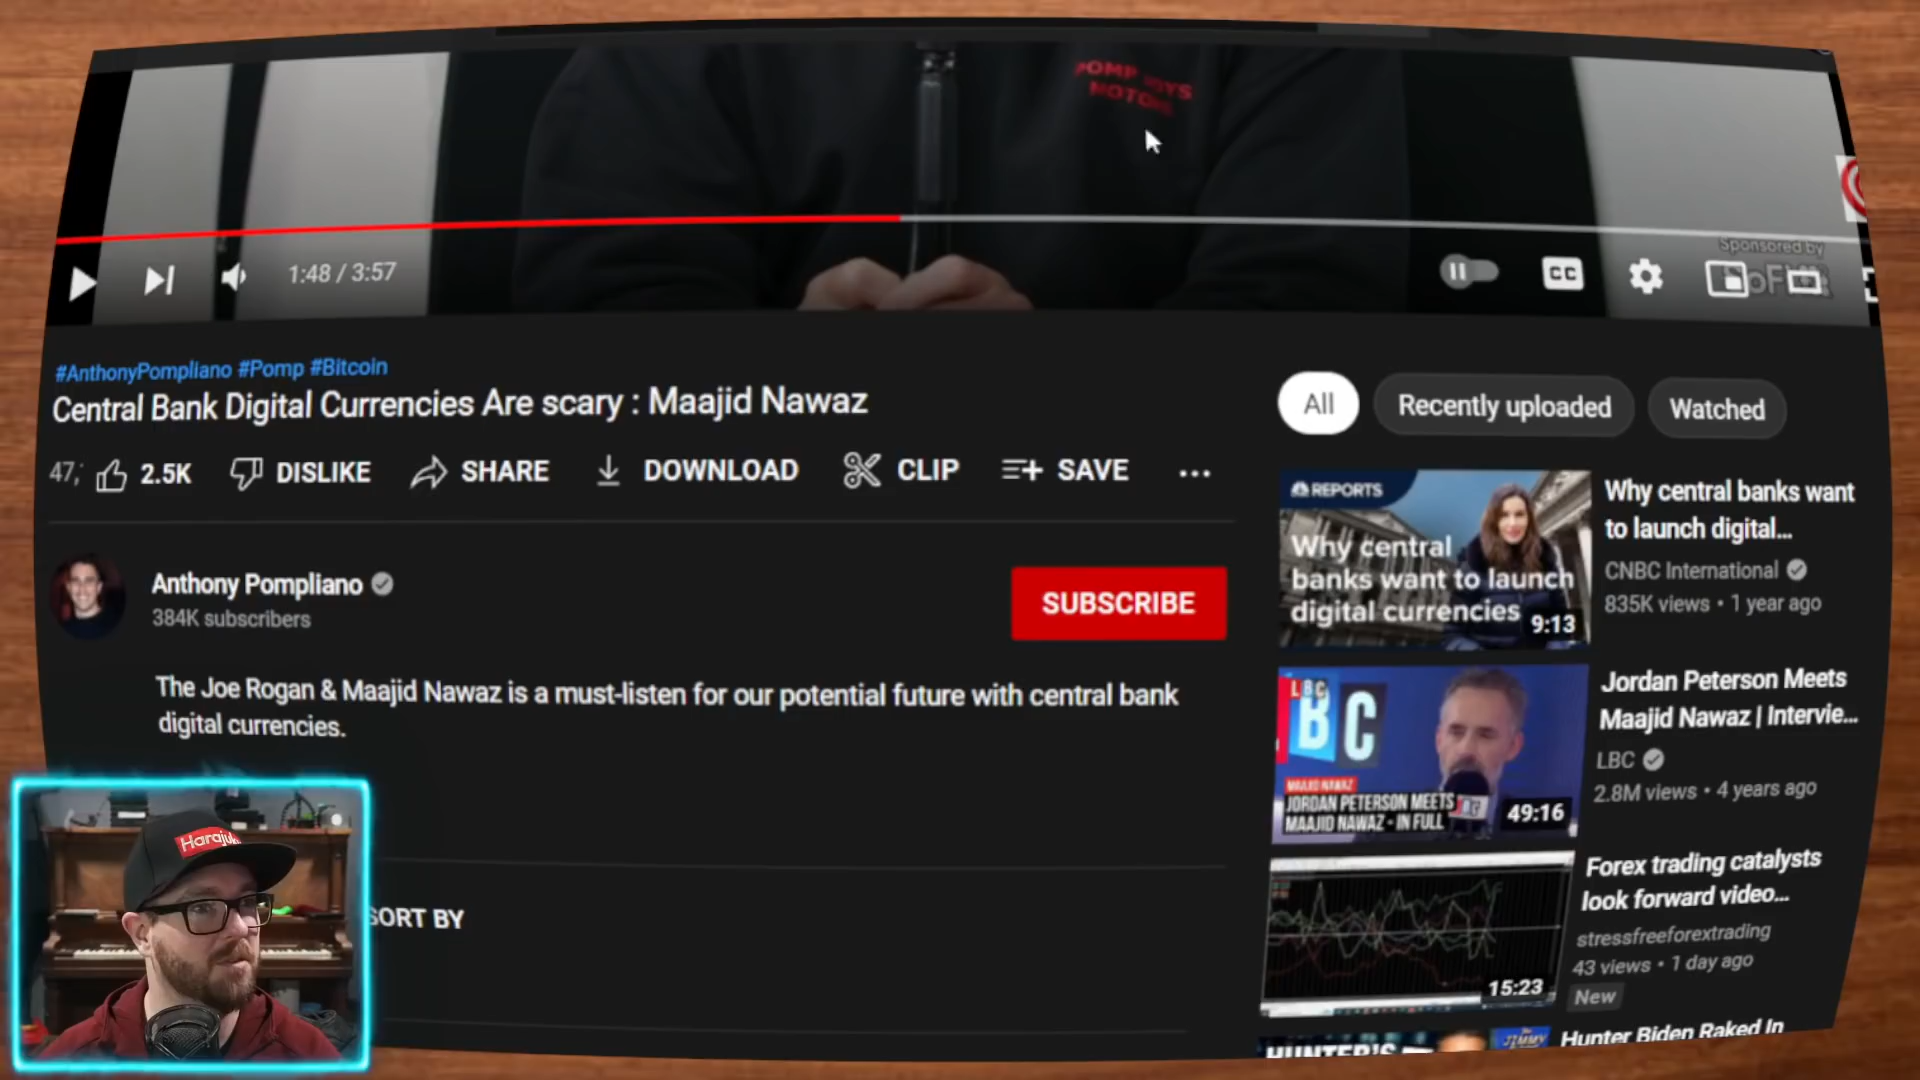 Sponsored by
1:48 / 3:57
CC
#AnthonyPompliano #Pomp #Bitcoin
Central Bank Digital Currencies Are scary : Maajid Nawaz
2.5K DISLIKE SHARE DOWNLOAD CLIP SAVE ...
Anthony Pompliano
384K subscribers
SUBSCRIBE
The Joe Rogan & Maajid Nawaz is a must-listen for our potential future with central bank
digital currencies.
SORT BY
All Recently uploaded Watched
REPORTS
Why central
banks want to launch
digital currencies
9:13
Why central banks want
to launch digital...
CNBC International
835K views • 1 year ago
LBC
MAAJID NAWAZ
JORDAN PETERSON MEETS
MAAJID NAWAZ - IN FULL
49:16
Jordan Peterson Meets
Maajid Nawaz | Intervie...
LBC
2.8M views • 4 years ago
15:23
Forex trading catalysts
look forward video...
stressfreeforextrading
43 views • 1 day ago
New
HUNTER'S
JIMMY
Hunter Biden Raked In